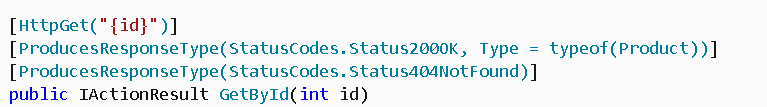 [HttpGet("{id}")]
[ProducesResponseType(StatusCodes.Status200OK, Type = typeof(Product))]
[ProducesResponseType(StatusCodes.Status404NotFound)]
public IActionResult GetById(int id)